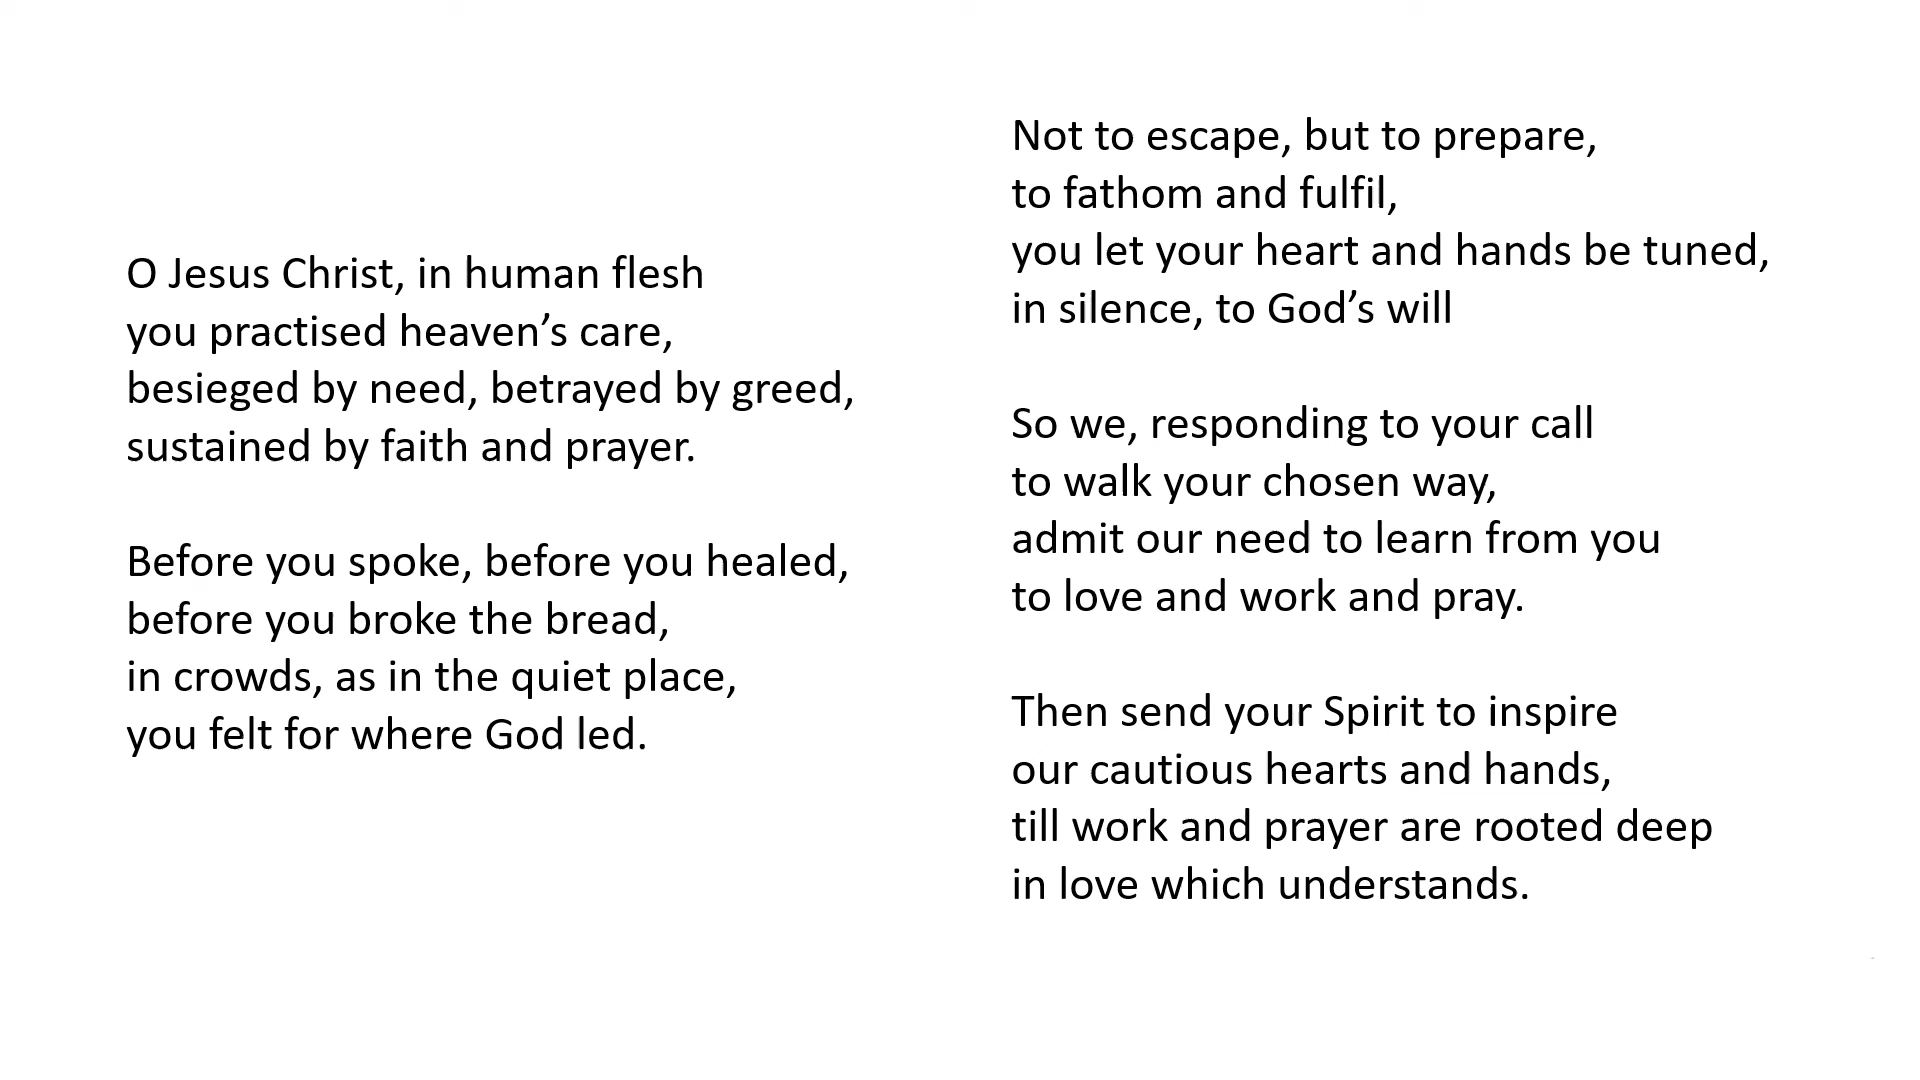 O Jesus Christ, in human flesh
you practised heaven’s care,
besieged by need, betrayed by greed,
sustained by faith and prayer.

Before you spoke, before you healed,
before you broke the bread,
in crowds, as in the quiet place,
you felt for where God led.

Not to escape, but to prepare,
to fathom and fulfil,
you let your heart and hands be tuned,
in silence, to God’s will

So we, responding to your call
to walk your chosen way,
admit our need to learn from you
to love and work and pray.

Then send your Spirit to inspire
our cautious hearts and hands,
till work and prayer are rooted deep
in love which understands.